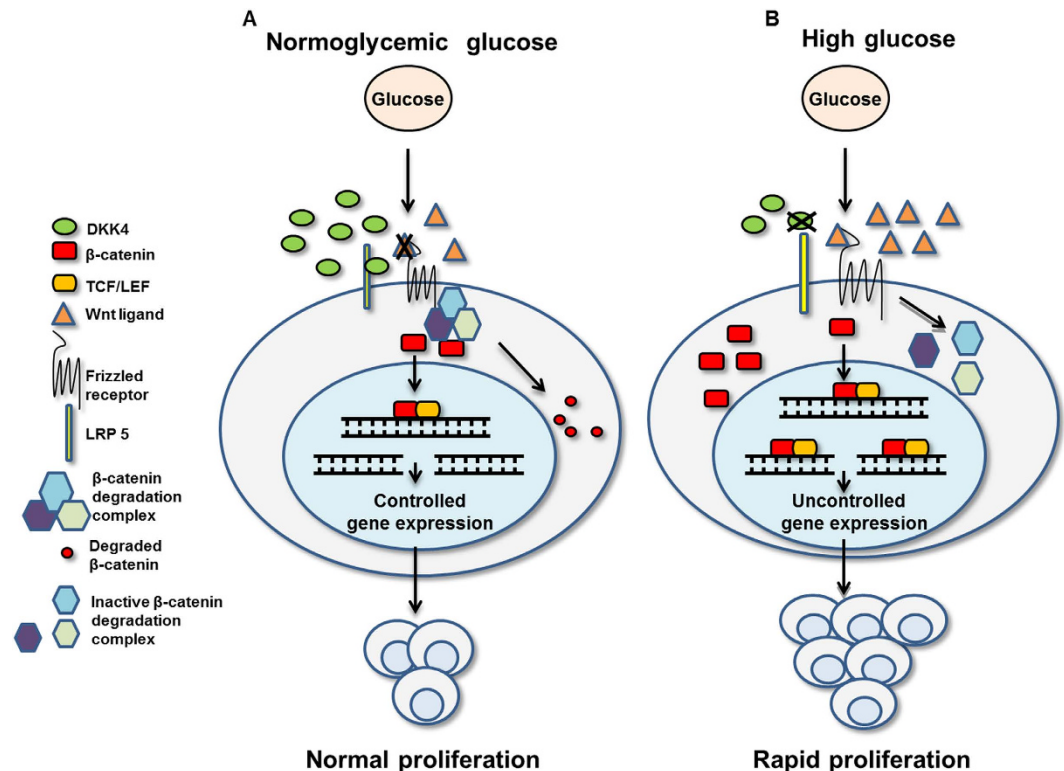 A
Normoglycemic glucose
Glucose
Controlled
gene expression
Normal proliferation
B
High glucose
Glucose
Uncontrolled
gene expression
Rapid proliferation
DKK4
β-catenin
TCF/LEF
Wnt ligand
Frizzled
receptor
LRP 5
β-catenin
degradation
complex
Degraded
β-catenin
Inactive β-catenin
degradation
complex